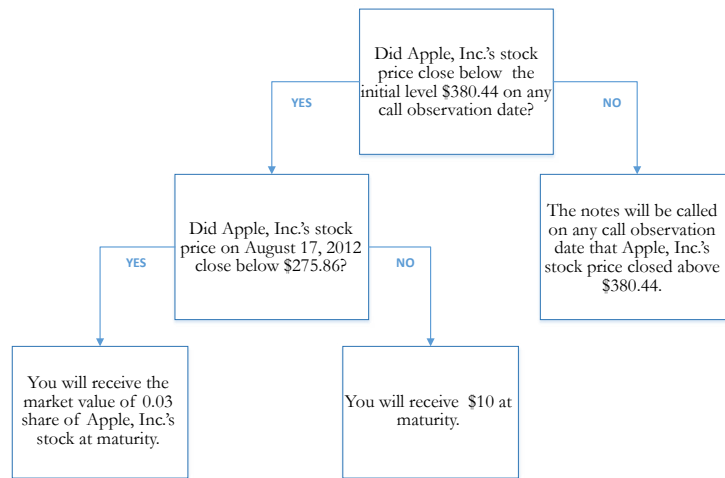 Did Apple, Inc.'s stock
price close below the
initial level $380.44 on any
call observation date?
YES
NO
Did Apple, Inc.'s stock
price on August 17, 2012
close below $275.86?
The notes will be called
on any call observation
date that Apple, Inc.'s
stock price closed above
$380.44.
YES
NO
You will receive the
market value of 0.03
share of Apple, Inc.'s
stock at maturity.
You will receive $10 at
maturity.